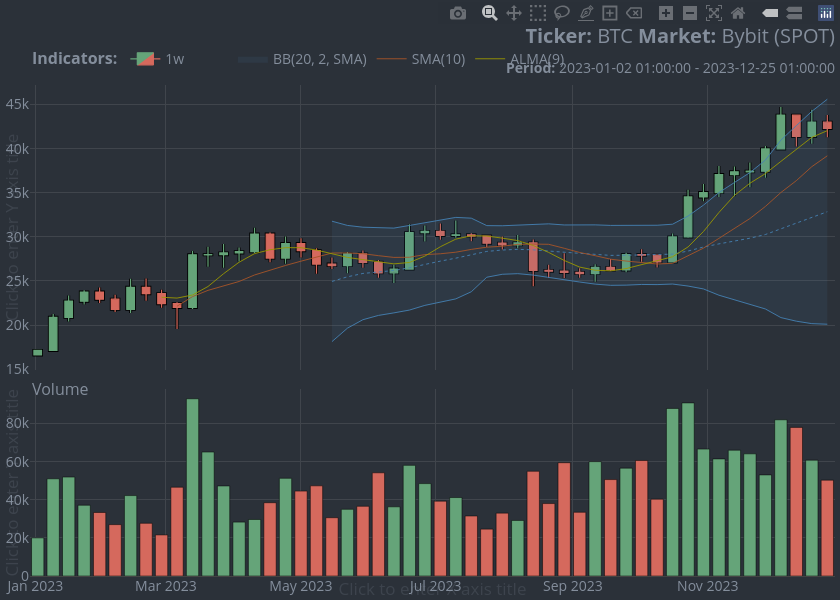 Ticker: BTC Market: Bybit (SPOT)
Indicators: 1w BB(20, 2, SMA) SMA(10) ALMA(9)
Period: 2023-01-02 01:00:00 - 2023-12-25 01:00:00
45k
40k
35k
30k
25k
20k
15k
Click to enter Y axis title
Volume
80k
60k
40k
20k
0
Click to enter Y axis title
Jan 2023 Mar 2023 May 2023 Jul 2023 Sep 2023 Nov 2023
Click to enter X axis title